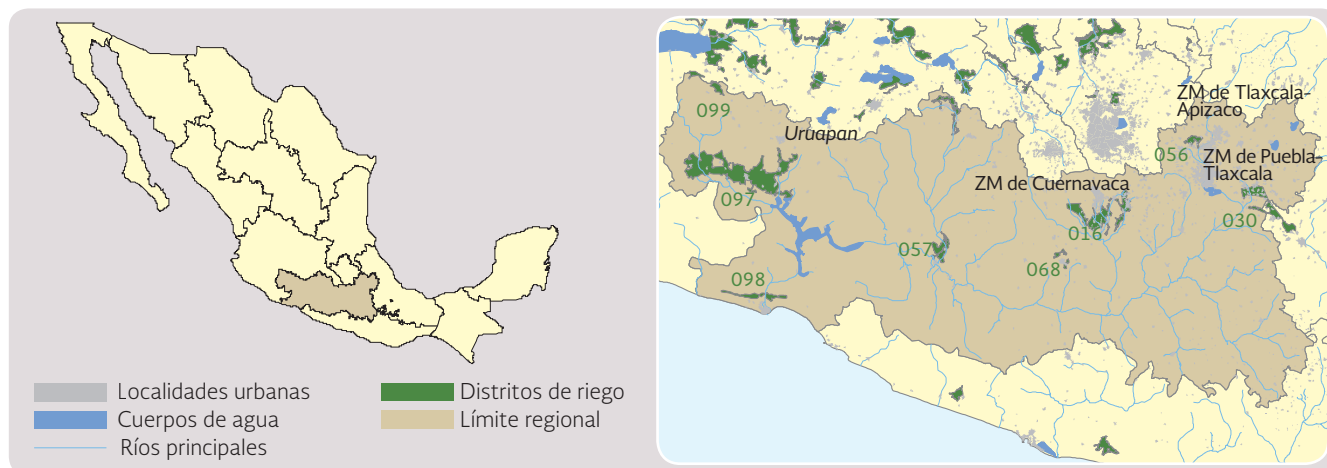 Localidades urbanas
Cuerpos de agua
Ríos principales
Distritos de riego
Límite regional
ZM de Tlaxcala-
Apizaco
099
Uruapan
056
ZM de Puebla-
Tlaxcala
ZM de Cuernavaca
097
030
016
057
068
098